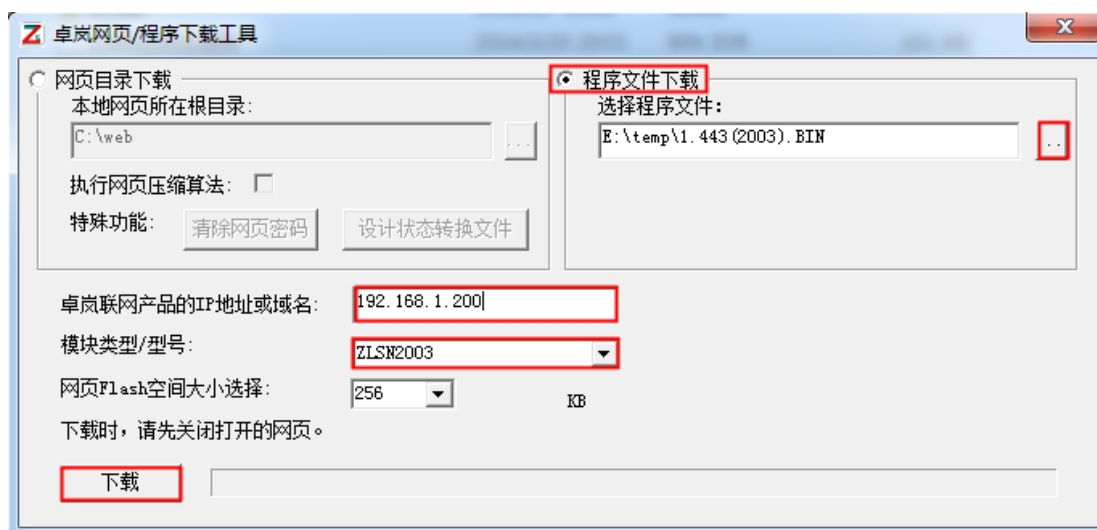 卓岚网页/程序下载工具
网页目录下载
本地网页所在根目录:
C:\web
...
执行网页压缩算法:
特殊功能:
清除网页密码
设计状态转换文件
程序文件下载
选择程序文件:
E:\temp\1.443(2003).BIN
..
卓岚联网产品的IP地址或域名:
192.168.1.200
模块类型/型号:
ZLSN2003
网页Flash空间大小选择:
256
KB
下载时，请先关闭打开的网页。
下载